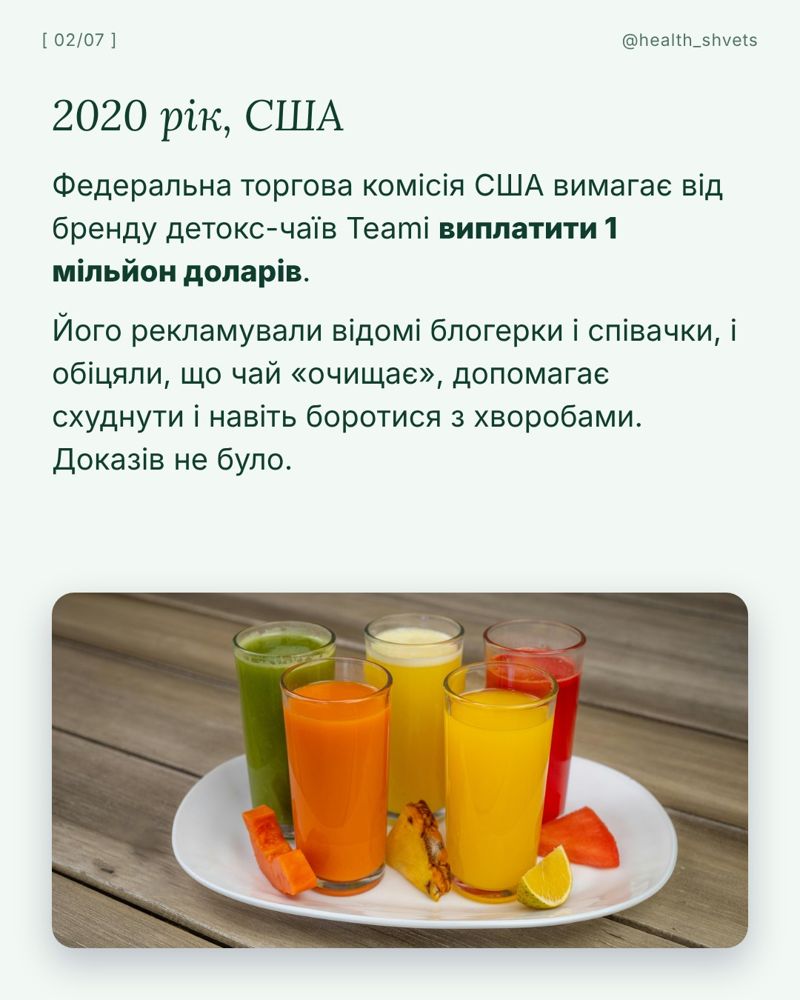 [ 02/07 ]
@health_shvets
2020 рік, США
Федеральна торгова комісія США вимагає від
бренду детокс-чаїв Teami виплатити 1
мільйон доларів.
Його рекламували відомі блогерки і співачки, і
обіцяли, що чай «очищає», допомагає
схуднути і навіть боротися з хворобами.
Доказів не було.